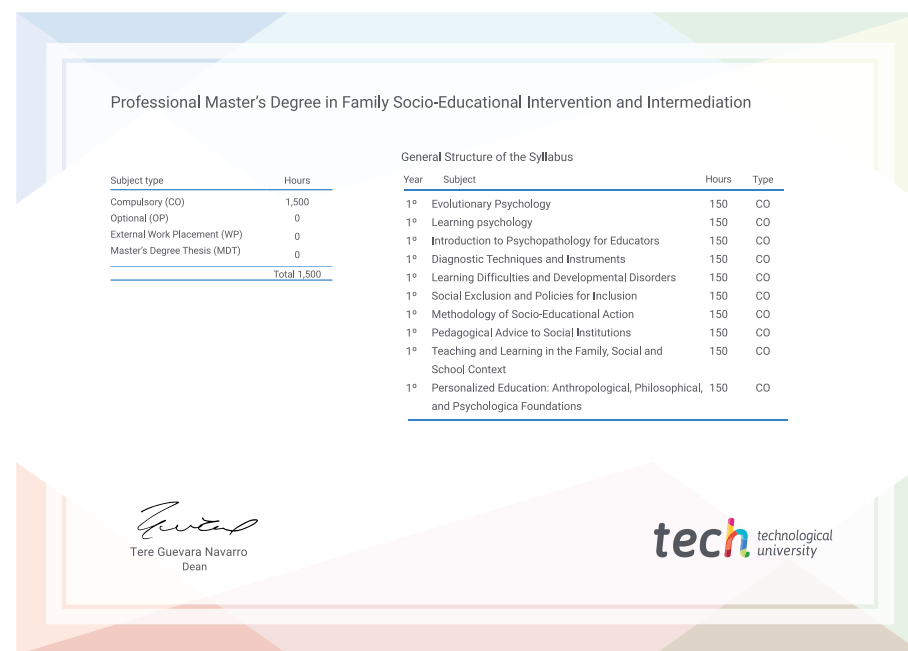 Professional Master's Degree in Family Socio-Educational Intervention and Intermediation
Subject type Hours
Compulsory (CO) 1,500
Optional (OP) 0
External Work Placement (WP) 0
Master's Degree Thesis (MDT) 0
Total 1,500
General Structure of the Syllabus
Year Subject Hours Type
1º Evolutionary Psychology 150 CO
1º Learning psychology 150 CO
1º Introduction to Psychopathology for Educators 150 CO
1º Diagnostic Techniques and Instruments 150 CO
1º Learning Difficulties and Developmental Disorders 150 CO
1º Social Exclusion and Policies for Inclusion 150 CO
1º Methodology of Socio-Educational Action 150 CO
1º Pedagogical Advice to Social Institutions 150 CO
1º Teaching and Learning in the Family, Social and 150 CO
School Context
1º Personalized Education: Anthropological, Philosophical, 150 CO
and Psychologica Foundations
Tere Guevara Navarro
Dean
tech technological
university